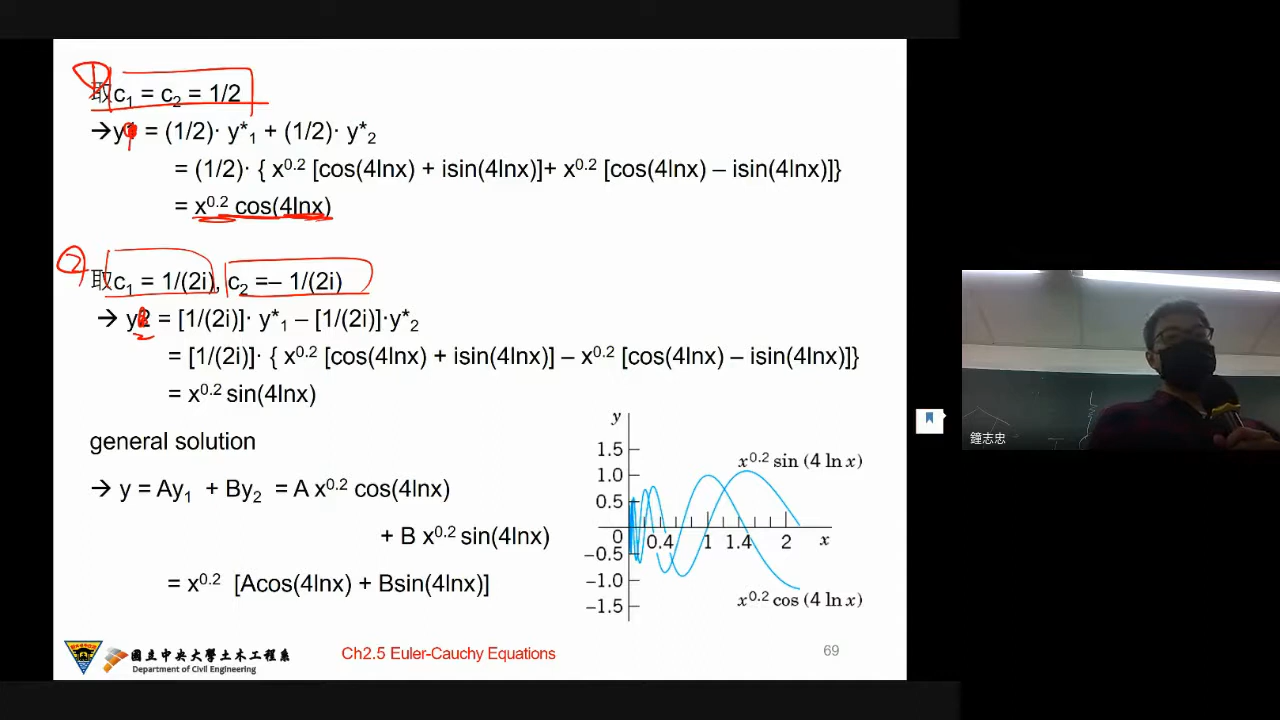 ① 取c₁ = c₂ = 1/2
→y1 = (1/2)· y*₁ + (1/2)· y*₂
= (1/2)· { x⁰·² [cos(4lnx) + isin(4lnx)]+ x⁰·² [cos(4lnx) – isin(4lnx)]}
= x⁰·² cos(4lnx)
② 取c₁ = 1/(2i), c₂ =– 1/(2i)
→ y2 = [1/(2i)]· y*₁ – [1/(2i)]·y*₂
= [1/(2i)]· { x⁰·² [cos(4lnx) + isin(4lnx)] – x⁰·² [cos(4lnx) – isin(4lnx)]}
= x⁰·² sin(4lnx)
general solution
→ y = Ay₁ + By₂ = A x⁰·² cos(4lnx)
+ B x⁰·² sin(4lnx)
= x⁰·² [Acos(4lnx) + Bsin(4lnx)]
y
1.5
1.0
0.5
0
−0.5
−1.0
−1.5
0.4 1 1.4 2 x
x⁰·² sin (4 ln x)
x⁰·² cos (4 ln x)
國立中央大學土木工程系
Department of Civil Engineering
Ch2.5 Euler-Cauchy Equations
69
鐘志忠